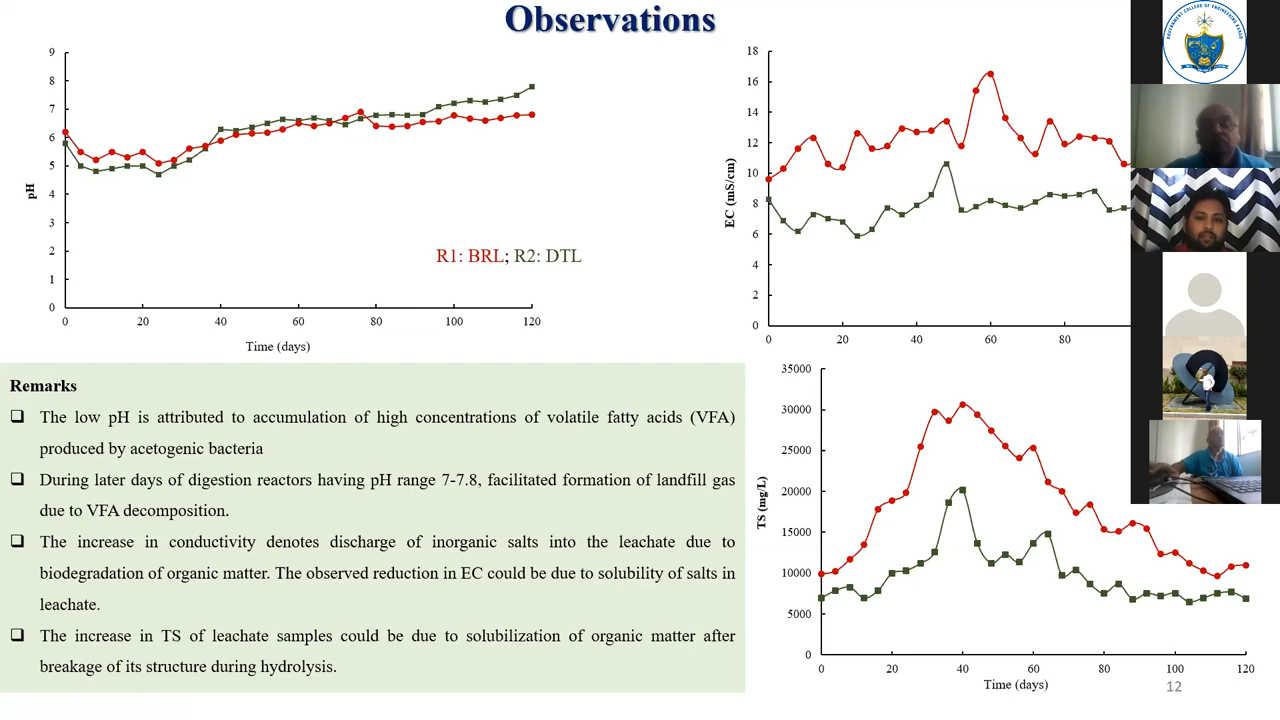 Observations
9
8
7
6
5
4
3
2
1
0
pH
0 20 40 60 80 100 120
Time (days)
R1: BRL; R2: DTL
18
16
14
12
10
8
6
4
2
0
EC (mS/cm)
0 20 40 60 80
GOVERNMENT COLLEGE OF ENGINEERING KARAD
Remarks
The low pH is attributed to accumulation of high concentrations of volatile fatty acids (VFA)
produced by acetogenic bacteria
During later days of digestion reactors having pH range 7-7.8, facilitated formation of landfill gas
due to VFA decomposition.
The increase in conductivity denotes discharge of inorganic salts into the leachate due to
biodegradation of organic matter. The observed reduction in EC could be due to solubility of salts in
leachate.
The increase in TS of leachate samples could be due to solubilization of organic matter after
breakage of its structure during hydrolysis.
35000
30000
25000
20000
15000
10000
5000
0
TS (mg/L)
0 20 40 60 80 100 120
Time (days)
12